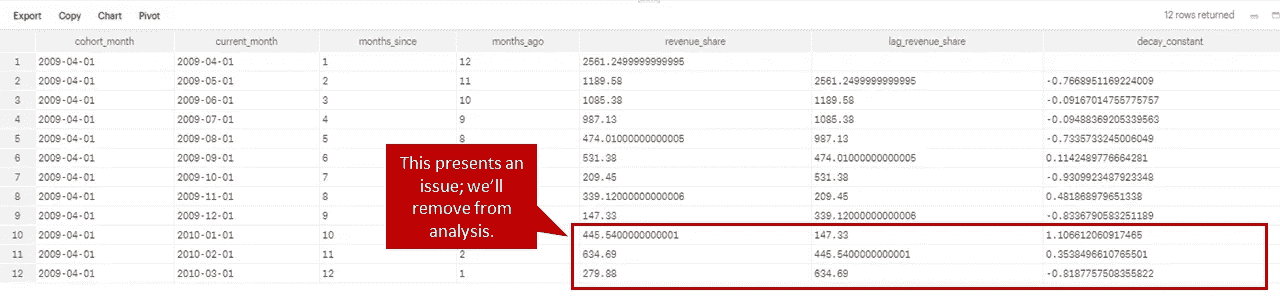 Export Copy Chart Pivot 12 rows returned
cohort_month current_month months_since months_ago revenue_share lag_revenue_share decay_constant
1 2009-04-01 2009-04-01 1 12 2561.2499999999995
2 2009-04-01 2009-05-01 2 11 1189.58 2561.2499999999995 -0.7668951169224009
3 2009-04-01 2009-06-01 3 10 1085.38 1189.58 -0.09167014755775757
4 2009-04-01 2009-07-01 4 9 987.13 1085.38 -0.09488369205339563
5 2009-04-01 2009-08-01 5 8 474.01000000000005 987.13 -0.7335733245006049
6 2009-04-01 2009-09-01 6 531.38 474.01000000000005 0.1142489776664281
7 2009-04-01 2009-10-01 7 209.45 531.38 -0.9309923487923348
8 2009-04-01 2009-11-01 8 339.12000000000006 209.45 0.481868979651338
9 2009-04-01 2009-12-01 9 147.33 339.12000000000006 -0.8336790583251189
10 2009-04-01 2010-01-01 10 445.5400000000001 147.33 1.106612060917465
11 2009-04-01 2010-02-01 11 2 634.69 445.5400000000001 0.3538496610765501
12 2009-04-01 2010-03-01 12 1 279.88 634.69 -0.8187757508355822
This presents an
issue; we'll
remove from
analysis.